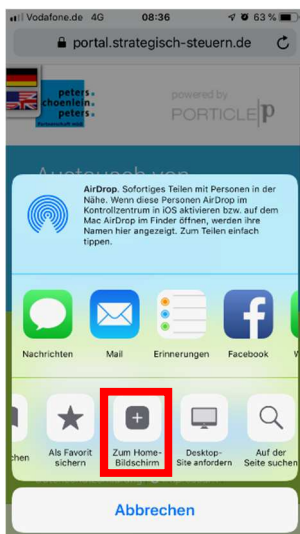 Vodafone.de 4G 08:36 63 %
portal.strategisch-steuern.de
peters.
schoenlein.
peters.
powered by
PORTICLE P
Austausch von
AirDrop. Sofortiges Teilen mit Personen in der
Nähe. Wenn diese Personen AirDrop im
Kontrollzentrum in iOS aktivieren bzw. auf dem
Mac AirDrop im Finder öffnen, werden ihre
Namen hier angezeigt. Zum Teilen einfach
tippen.
Nachrichten Mail Erinnerungen Facebook
chen Als Favorit Zum Home- Desktop- Auf der
sichern Bildschirm Site anfordern Seite suchen
Abbrechen